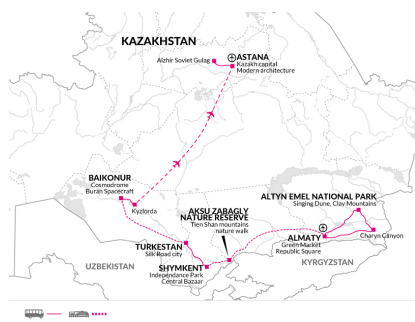 KAZAKHSTAN
Alzhir Soviet Gulag
ASTANA
Kazakh capital
Modern architecture
BAIKONUR
Cosmodrome
Buran Spacecraft
Kyzlorda
AKSU ZABAGLY
NATURE RESERVE
Tien Shan mountains
nature walk
ALTYN EMEL NATIONAL PARK
Singing Dune, Clay Mountains
TURKESTAN
Silk Road city
ALMATY
Green Market
Republic Square
Charyn Canyon
UZBEKISTAN
SHYMKENT
Independance Park
Central Bazaar
KYRGYZSTAN